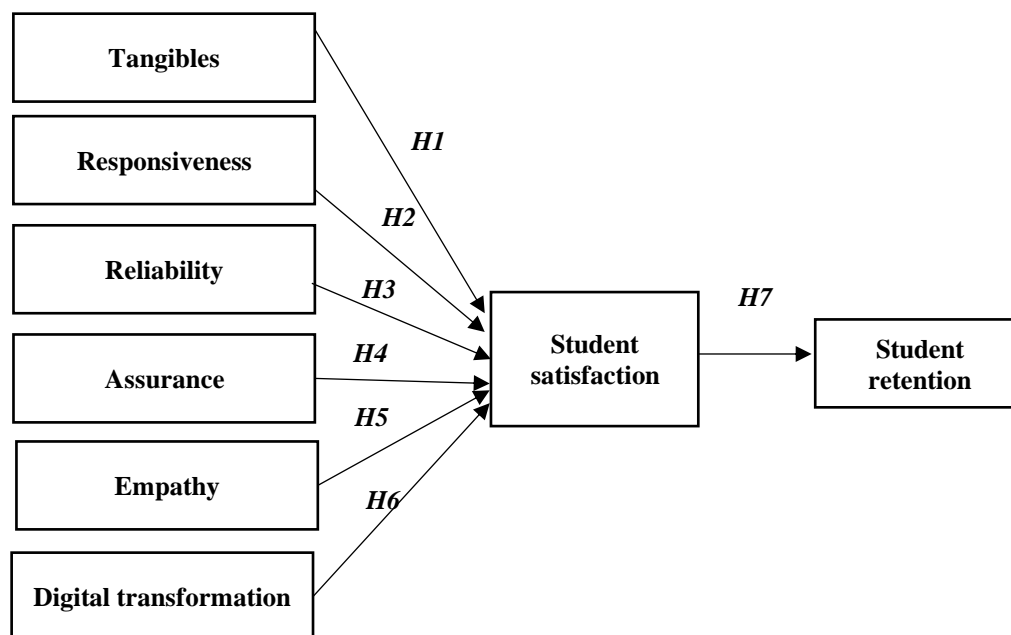 Tangibles
H1
Responsiveness
H2
Reliability
H3
Assurance
H4
Empathy
H5
Digital transformation
H6
Student
satisfaction
H7
Student
retention